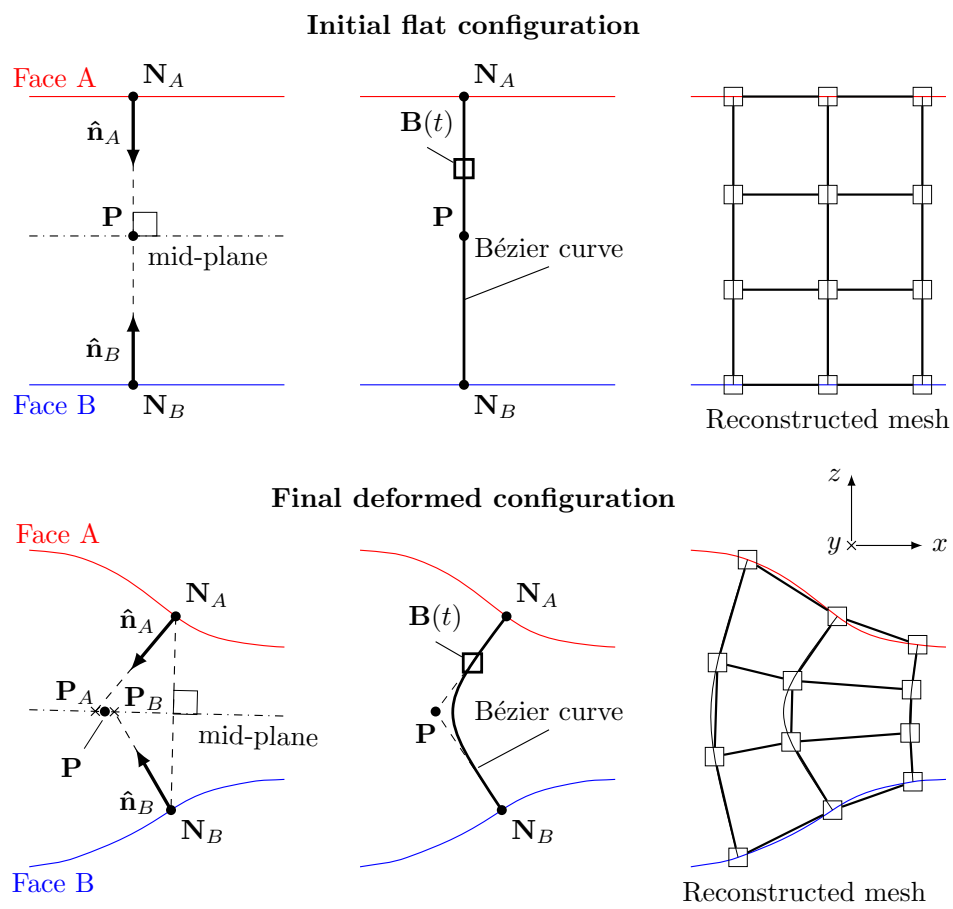 Initial flat configuration
Face A
N_A
n̂_A
P
mid-plane
n̂_B
Face B
N_B
N_A
B(t)
P
Bézier curve
N_B
Reconstructed mesh
Final deformed configuration
z
y
x
Face A
N_A
n̂_A
P_A
P_B
mid-plane
P
n̂_B
N_B
Face B
N_A
B(t)
Bézier curve
P
N_B
Reconstructed mesh